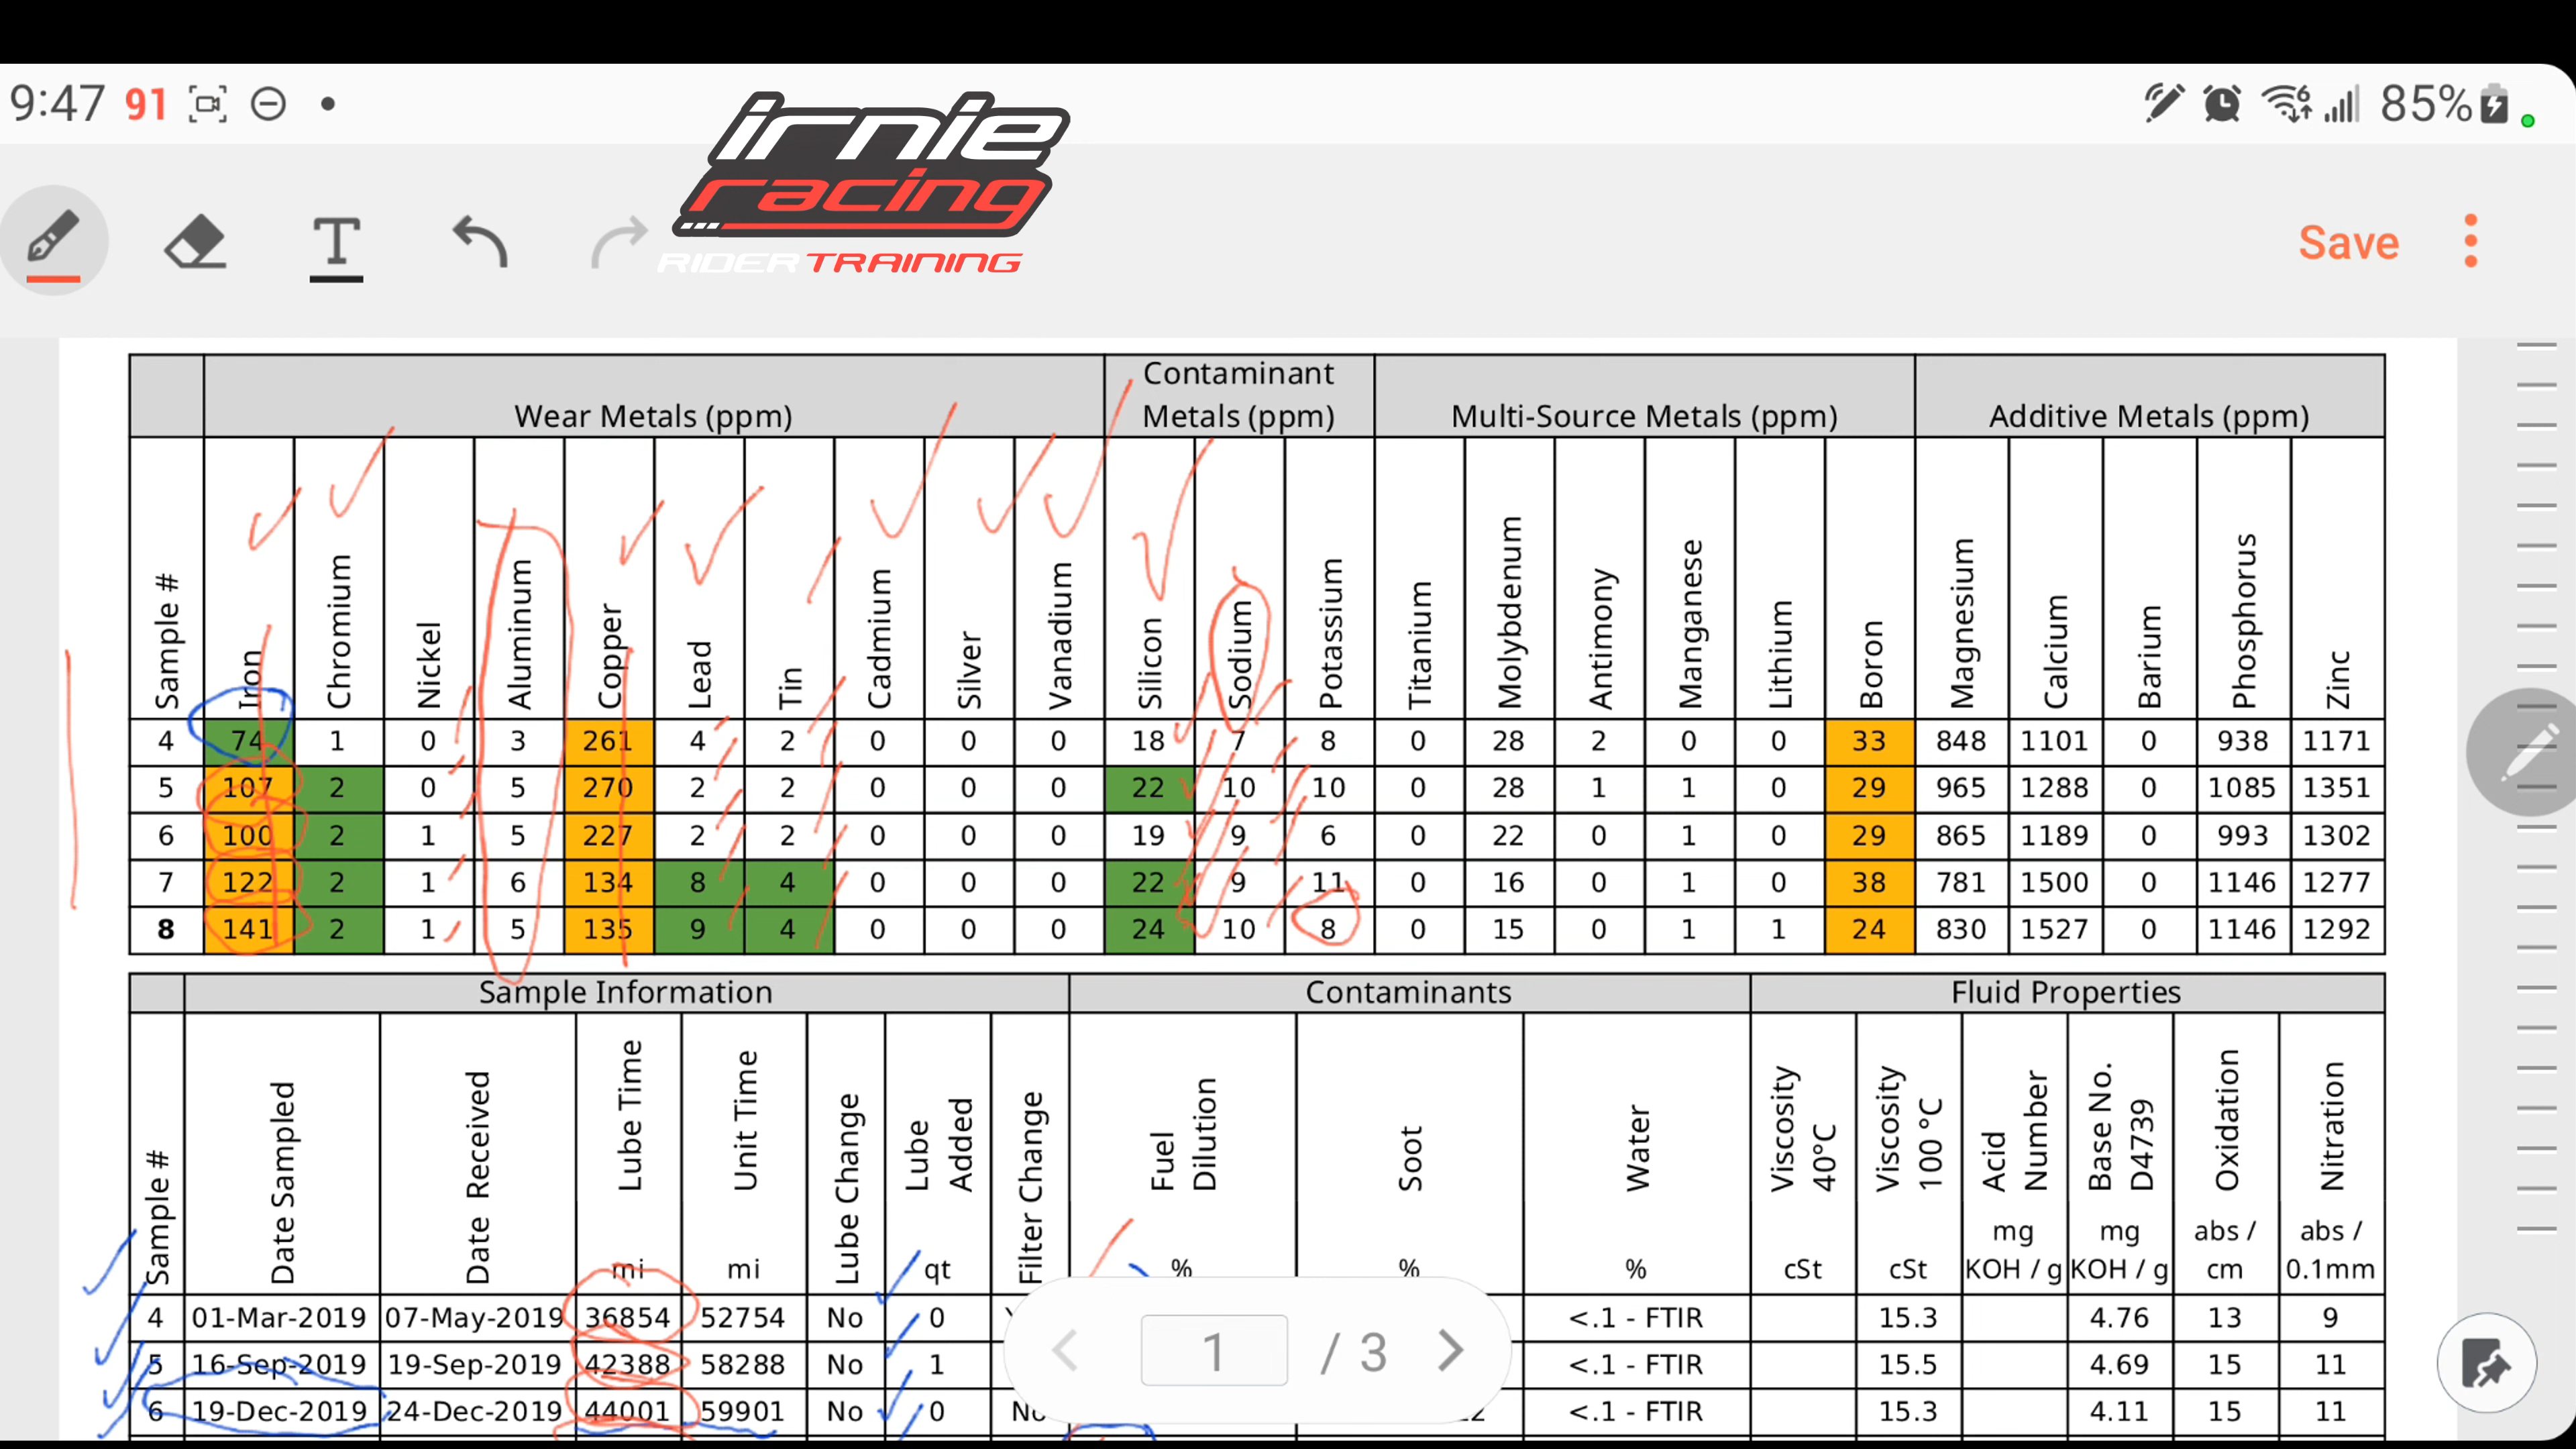 9:47 91 85%
irnie
racing
RIDER TRAINING
T Save
Wear Metals (ppm) Contaminant Metals (ppm) Multi-Source Metals (ppm) Additive Metals (ppm)
Sample # Iron Chromium Nickel Aluminum Copper Lead Tin Cadmium Silver Vanadium Silicon Sodium Potassium Titanium Molybdenum Antimony Manganese Lithium Boron Magnesium Calcium Barium Phosphorus Zinc
4 74 1 0 3 261 4 2 0 0 0 18 7 8 0 28 2 0 0 33 848 1101 0 938 1171
5 107 2 0 5 270 2 2 0 0 0 22 10 10 0 28 1 1 0 29 965 1288 0 1085 1351
6 100 2 1 5 227 2 2 0 0 0 19 9 6 0 22 0 1 0 29 865 1189 0 993 1302
7 122 2 1 6 134 8 4 0 0 0 22 9 11 0 16 0 1 0 38 781 1500 0 1146 1277
8 141 2 1 5 135 9 4 0 0 0 24 10 8 0 15 0 1 1 24 830 1527 0 1146 1292
Sample Information Contaminants Fluid Properties
Sample # Date Sampled Date Received Lube Time Unit Time Lube Change Lube Added Filter Change Fuel Dilution Soot Water Viscosity 40°C Viscosity 100 °C Acid Number Base No. D4739 Oxidation Nitration
mi mi qt % % % cSt cSt mg KOH / g mg KOH / g abs / cm abs / 0.1mm
4 01-Mar-2019 07-May-2019 36854 52754 No 0 <.1 - FTIR 15.3 4.76 13 9
5 16-Sep-2019 19-Sep-2019 42388 58288 No 1 <.1 - FTIR 15.5 4.69 15 11
6 19-Dec-2019 24-Dec-2019 44001 59901 No 0 No <.1 - FTIR 15.3 4.11 15 11
1 / 3